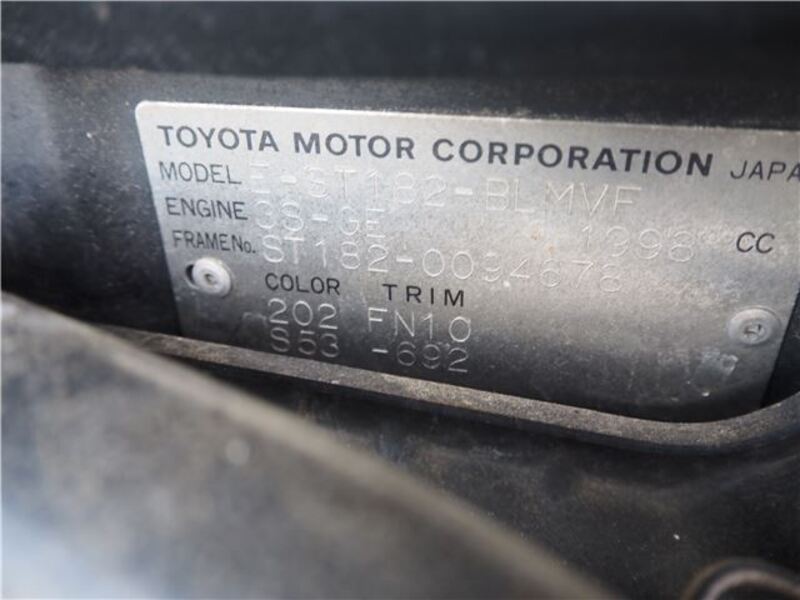 TOYOTA MOTOR CORPORATION JAPA
MODEL E-ST182-BLMVF
ENGINE 3S-GE 1998 CC
FRAME No. ST182-0094678
COLOR TRIM
202 FN10
S53 -692